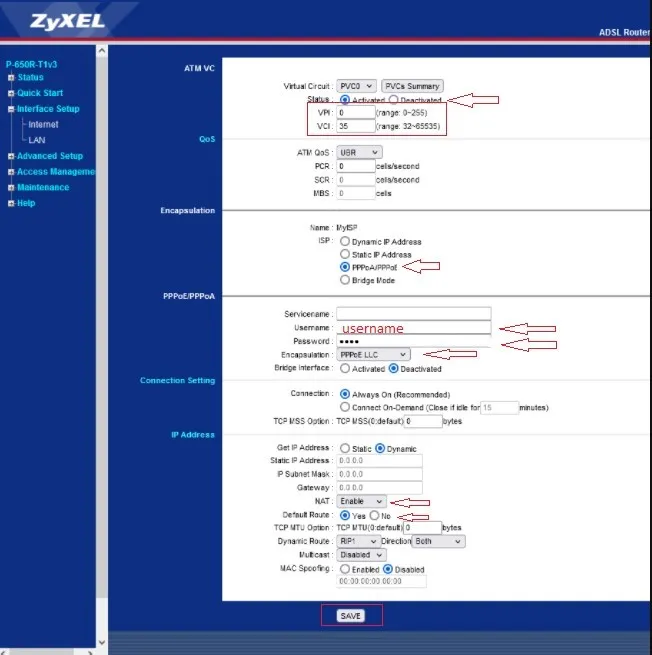 ZyXEL
ADSL Router
P-650R-T1v3
Status
Quick Start
Interface Setup
Internet
LAN
Advanced Setup
Access Manageme
Maintenance
Help
ATM VC
Virtual Circuit : PVC0 PVCs Summary
Status : Activated Deactivated
VPI : 0 (range: 0~255)
VCI : 35 (range: 32~65535)
QoS
ATM QoS : UBR
PCR : 0 cells/second
SCR : 0 cells/second
MBS : 0 cells
Encapsulation
Name : MyISP
ISP : Dynamic IP Address
Static IP Address
PPPoA/PPPoE
Bridge Mode
PPPoE/PPPoA
Servicename :
Username : username
Password : ••••
Encapsulation : PPPoE LLC
Bridge Interface : Activated Deactivated
Connection Setting
Connection : Always On (Recommended)
Connect On-Demand (Close if idle for 15 minutes)
TCP MSS Option : TCP MSS(0:default) 0 bytes
IP Address
Get IP Address : Static Dynamic
Static IP Address : 0.0.0.0
IP Subnet Mask : 0.0.0.0
Gateway : 0.0.0.0
NAT : Enable
Default Route : Yes No
TCP MTU Option : TCP MTU(0:default) 0 bytes
Dynamic Route : RIP1 Direction Both
Multicast : Disabled
MAC Spoofing : Enabled Disabled
00:00:00:00:00:00
SAVE